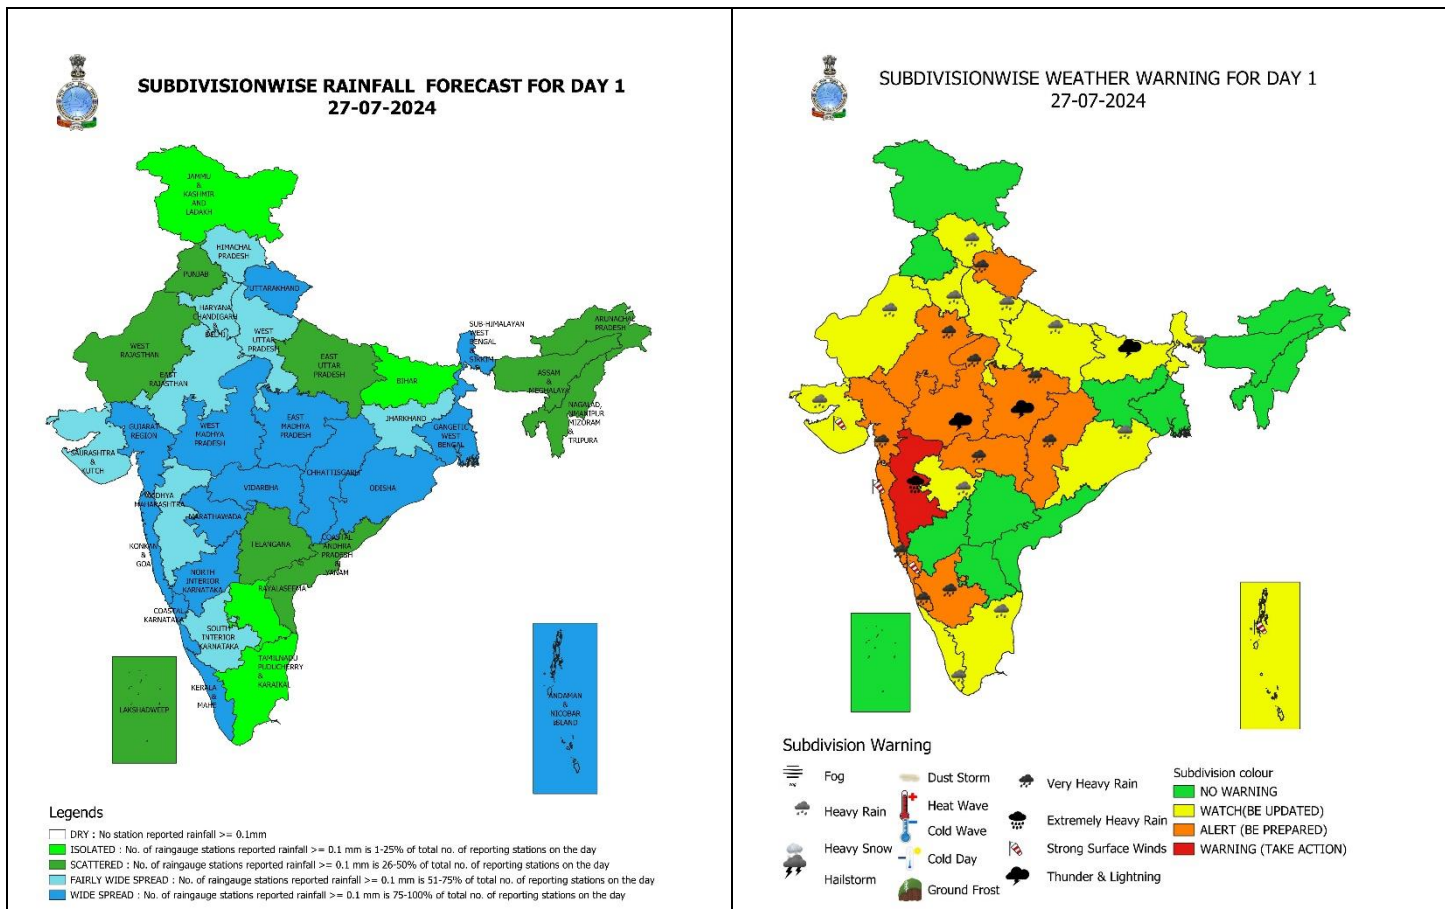 SUBDIVISIONWISE RAINFALL FORECAST FOR DAY 1
27-07-2024
JAMMU
&
KASHMIR
AND
LADAKH
HIMACHAL
PRADESH
PUNJAB
UTTARAKHAND
HARYANA
CHANDIGARH
&
DELHI
WEST
UTTAR
PRADESH
SUB-HIMALAYAN
WEST
BENGAL
&
SIKKIM
ARUNACHAL
PRADESH
WEST
RAJASTHAN
EAST
RAJASTHAN
EAST
UTTAR
PRADESH
BIHAR
ASSAM
&
MEGHALAYA
NAGALAD,
MANIPUR
MIZORAM
&
TRIPURA
JHARKHAND
GANGETIC
WEST
BENGAL
GUJARAT
REGION
WEST
MADHYA
PRADESH
EAST
MADHYA
PRADESH
SAURASHTRA
&
KUTCH
CHHATTISGARH
VIDARBHA
ODISHA
MADHYA
MAHARASHTRA
MARATHAWADA
KONKAN
&
GOA
TELANGANA
COASTAL
ANDHRA
PRADESH
&
YANAM
NORTH
INTERIOR
KARNATAKA
RAYALASEEMA
COASTAL
KARNATAKA
SOUTH
INTERIOR
KARNATAKA
TAMILNADU
PUDUCHERRY
&
KARAIKAL
KERALA
&
MAHE
LAKSHADWEEP
ANDAMAN
&
NICOBAR
ISLAND
Legends
DRY : No station reported rainfall >= 0.1mm
ISOLATED : No. of raingauge stations reported rainfall >= 0.1 mm is 1-25% of total no. of reporting stations on the day
SCATTERED : No. of raingauge stations reported rainfall >= 0.1 mm is 26-50% of total no. of reporting stations on the day
FAIRLY WIDE SPREAD : No. of raingauge stations reported rainfall >= 0.1 mm is 51-75% of total no. of reporting stations on the day
WIDE SPREAD : No. of raingauge stations reported rainfall >= 0.1 mm is 75-100% of total no. of reporting stations on the day
SUBDIVISIONWISE WEATHER WARNING FOR DAY 1
27-07-2024
Subdivision Warning
Fog
Heavy Rain
Heavy Snow
Hailstorm
Dust Storm
Heat Wave
Cold Wave
Cold Day
Ground Frost
Very Heavy Rain
Extremely Heavy Rain
Strong Surface Winds
Thunder & Lightning
Subdivision colour
NO WARNING
WATCH(BE UPDATED)
ALERT (BE PREPARED)
WARNING (TAKE ACTION)